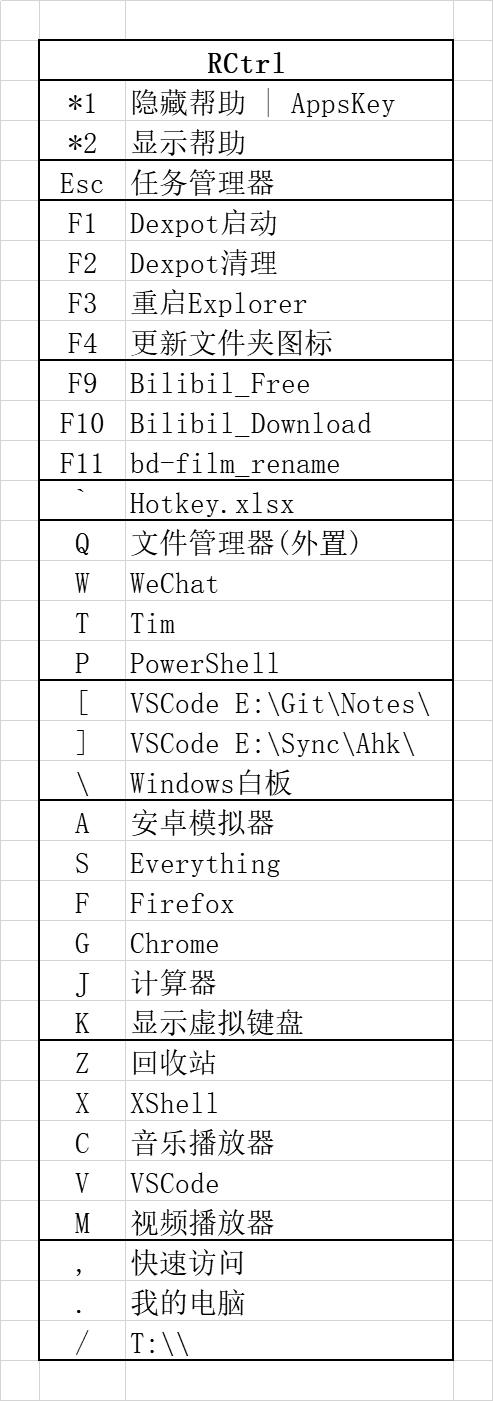 RCtrl
*1 隐藏帮助 | AppsKey
*2 显示帮助
Esc 任务管理器
F1 Dexpot启动
F2 Dexpot清理
F3 重启Explorer
F4 更新文件夹图标
F9 Bilibil_Free
F10 Bilibil_Download
F11 bd-film_rename
` Hotkey.xlsx
Q 文件管理器(外置)
W WeChat
T Tim
P PowerShell
[ VSCode E:\Git\Notes\
] VSCode E:\Sync\Ahk\
\ Windows白板
A 安卓模拟器
S Everything
F Firefox
G Chrome
J 计算器
K 显示虚拟键盘
Z 回收站
X XShell
C 音乐播放器
V VSCode
M 视频播放器
, 快速访问
. 我的电脑
/ T:\\